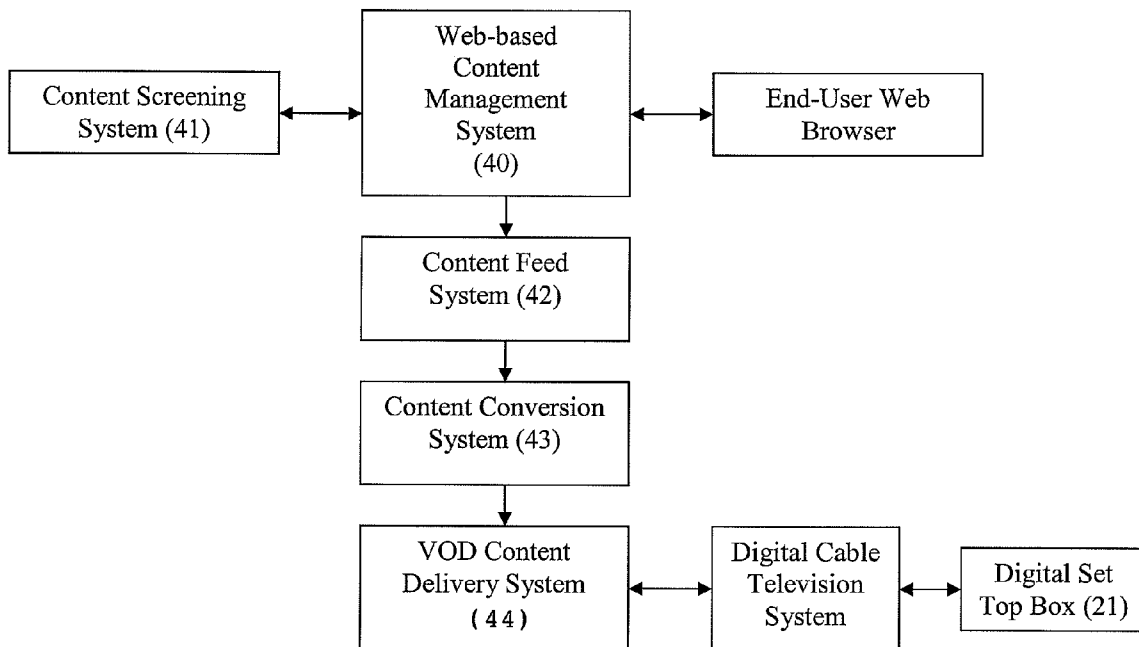 Web-based
Content
Management
System
(40)
Content Screening
System (41)
End-User Web
Browser
Content Feed
System (42)
Content Conversion
System (43)
VOD Content
Delivery System
(44)
Digital Cable
Television
System
Digital Set
Top Box (21)